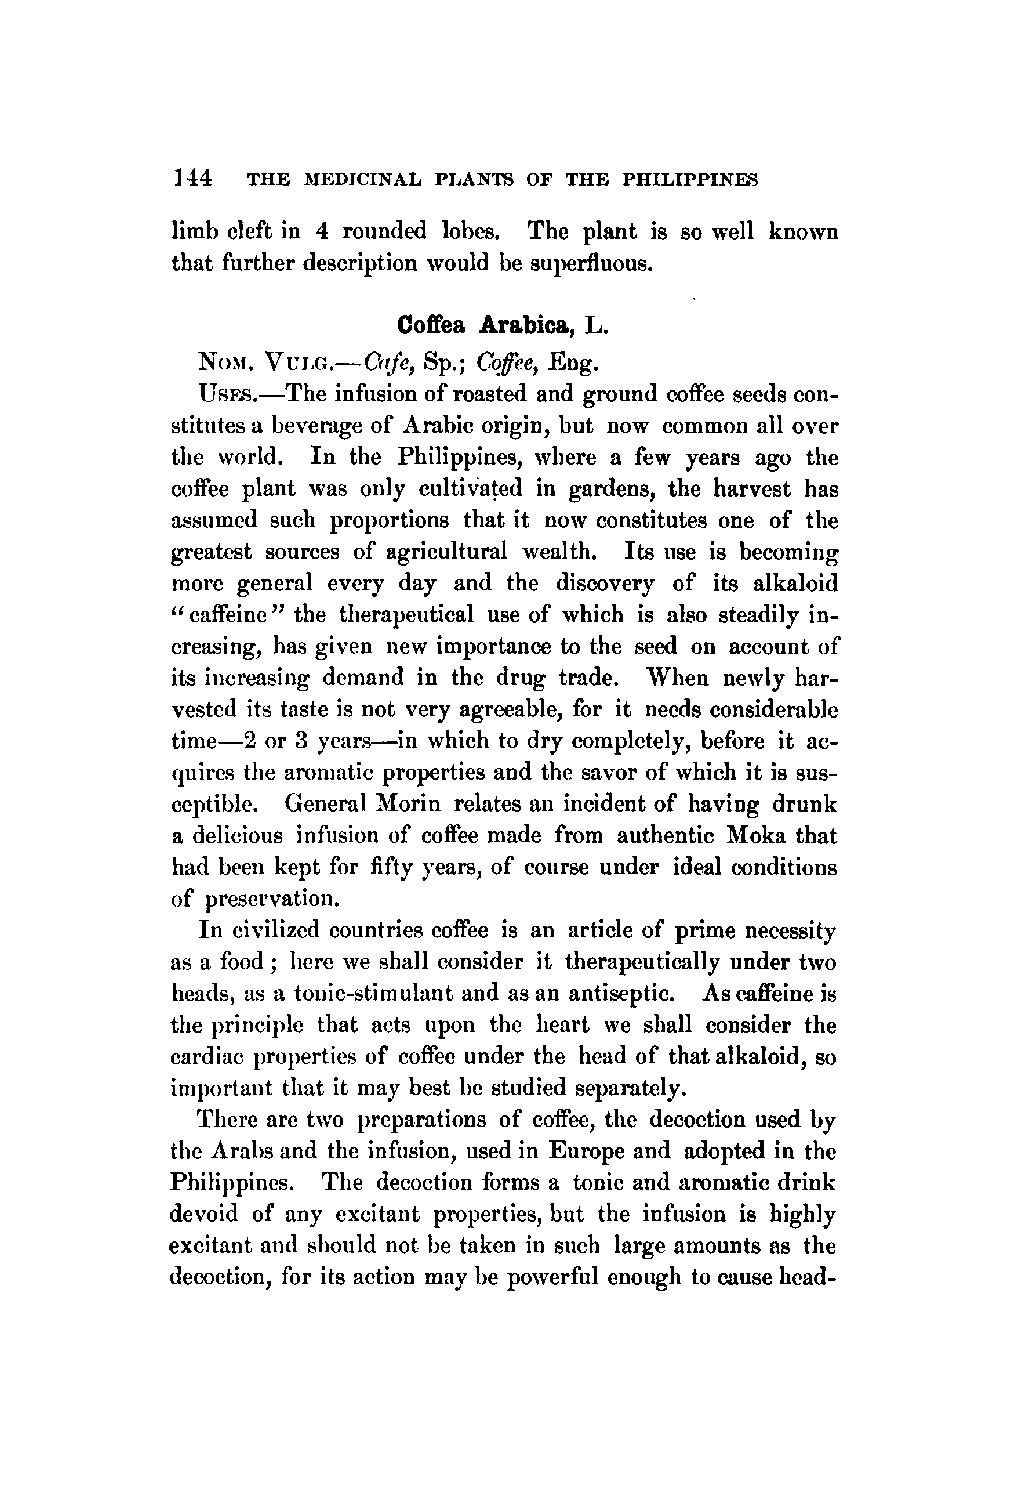 144 THE MEDICINAL PLANTS OF THE PHILIPPINES
limb cleft in 4 rounded lobes. The plant is so well known
that further description would be superfluous.
Coffea Arabica, L.
NOM. VULG.—Cafe, Sp.; Coffee, Eng.
USES.—The infusion of roasted and ground coffee seeds con-
stitutes a beverage of Arabic origin, but now common all over
the world. In the Philippines, where a few years ago the
coffee plant was only cultivated in gardens, the harvest has
assumed such proportions that it now constitutes one of the
greatest sources of agricultural wealth. Its use is becoming
more general every day and the discovery of its alkaloid
“caffeine” the therapeutical use of which is also steadily in-
creasing, has given new importance to the seed on account of
its increasing demand in the drug trade. When newly har-
vested its taste is not very agreeable, for it needs considerable
time—2 or 3 years—in which to dry completely, before it ac-
quires the aromatic properties and the savor of which it is sus-
ceptible. General Morin relates an incident of having drunk
a delicious infusion of coffee made from authentic Moka that
had been kept for fifty years, of course under ideal conditions
of preservation.
In civilized countries coffee is an article of prime necessity
as a food; here we shall consider it therapeutically under two
heads, as a tonic-stimulant and as an antiseptic. As caffeine is
the principle that acts upon the heart we shall consider the
cardiac properties of coffee under the head of that alkaloid, so
important that it may best be studied separately.
There are two preparations of coffee, the decoction used by
the Arabs and the infusion, used in Europe and adopted in the
Philippines. The decoction forms a tonic and aromatic drink
devoid of any excitant properties, but the infusion is highly
excitant and should not be taken in such large amounts as the
decoction, for its action may be powerful enough to cause head-